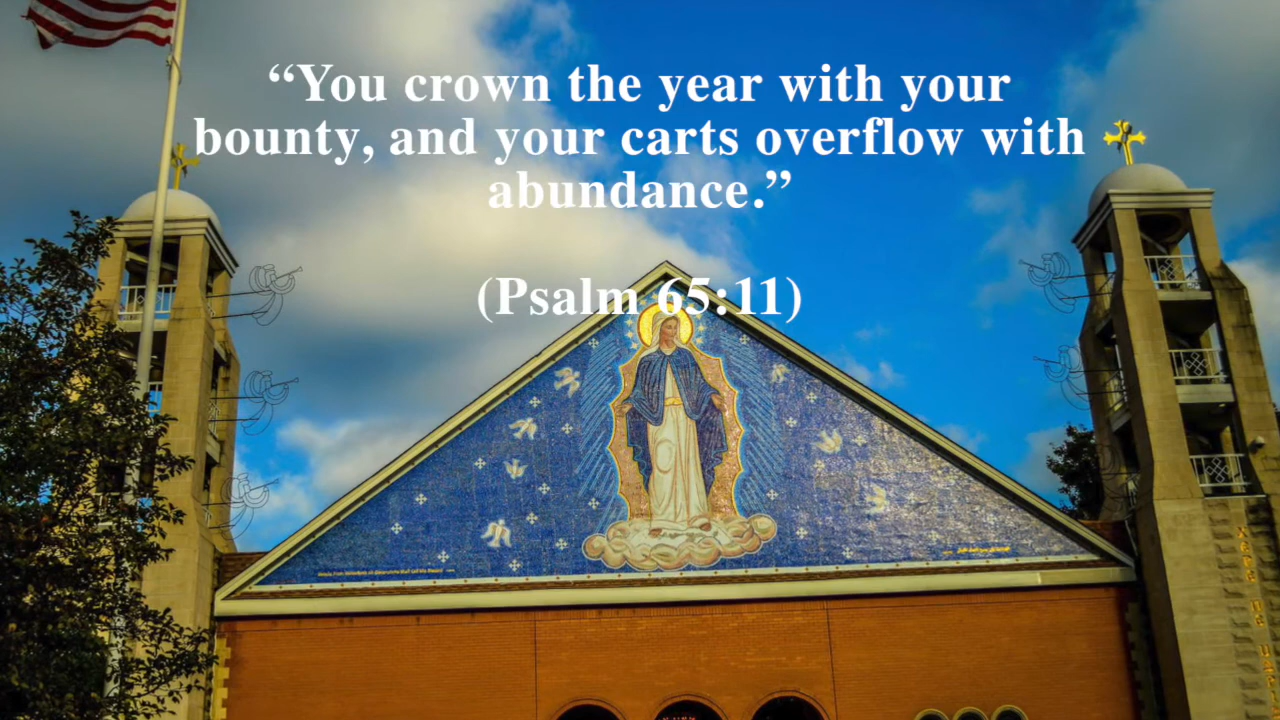 “You crown the year with your
bounty, and your carts overflow with
abundance.”
(Psalm 65:11)